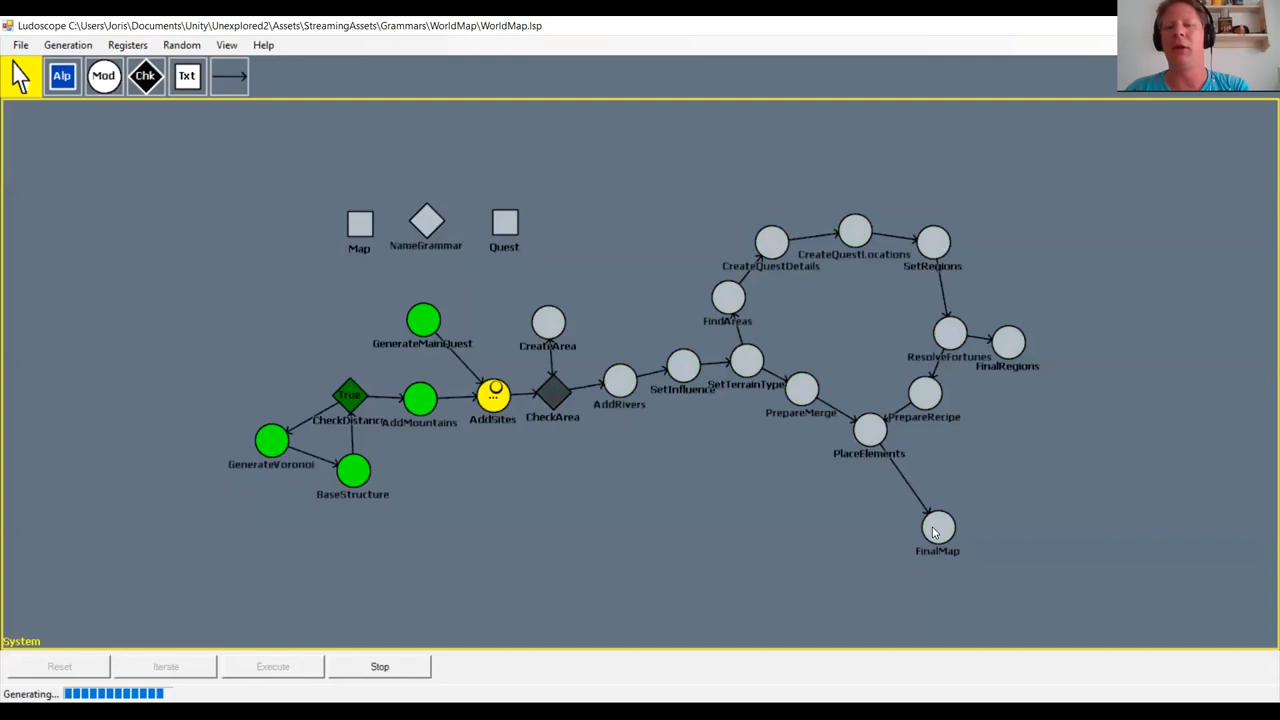 Ludoscope C:\Users\Joris\Documents\Unity\Unexplored2\Assets\StreamingAssets\Grammars\WorldMap\WorldMap.lsp
File Generation Registers Random View Help
Alp Mod Chk Txt
Map NameGrammar Quest
CreateQuestDetails CreateQuestLocations SetRegions
FindAreas
GenerateMainQuest CreateArea
ResolveFortunes FinalRegions
SetTerrainType
SetInfluence
True
AddRivers
PrepareMerge PrepareRecipe
CheckDistance AddMountains AddSites CheckArea
PlaceElements
GenerateVoronoi
BaseStructure
FinalMap
System
Reset Iterate Execute Stop
Generating...